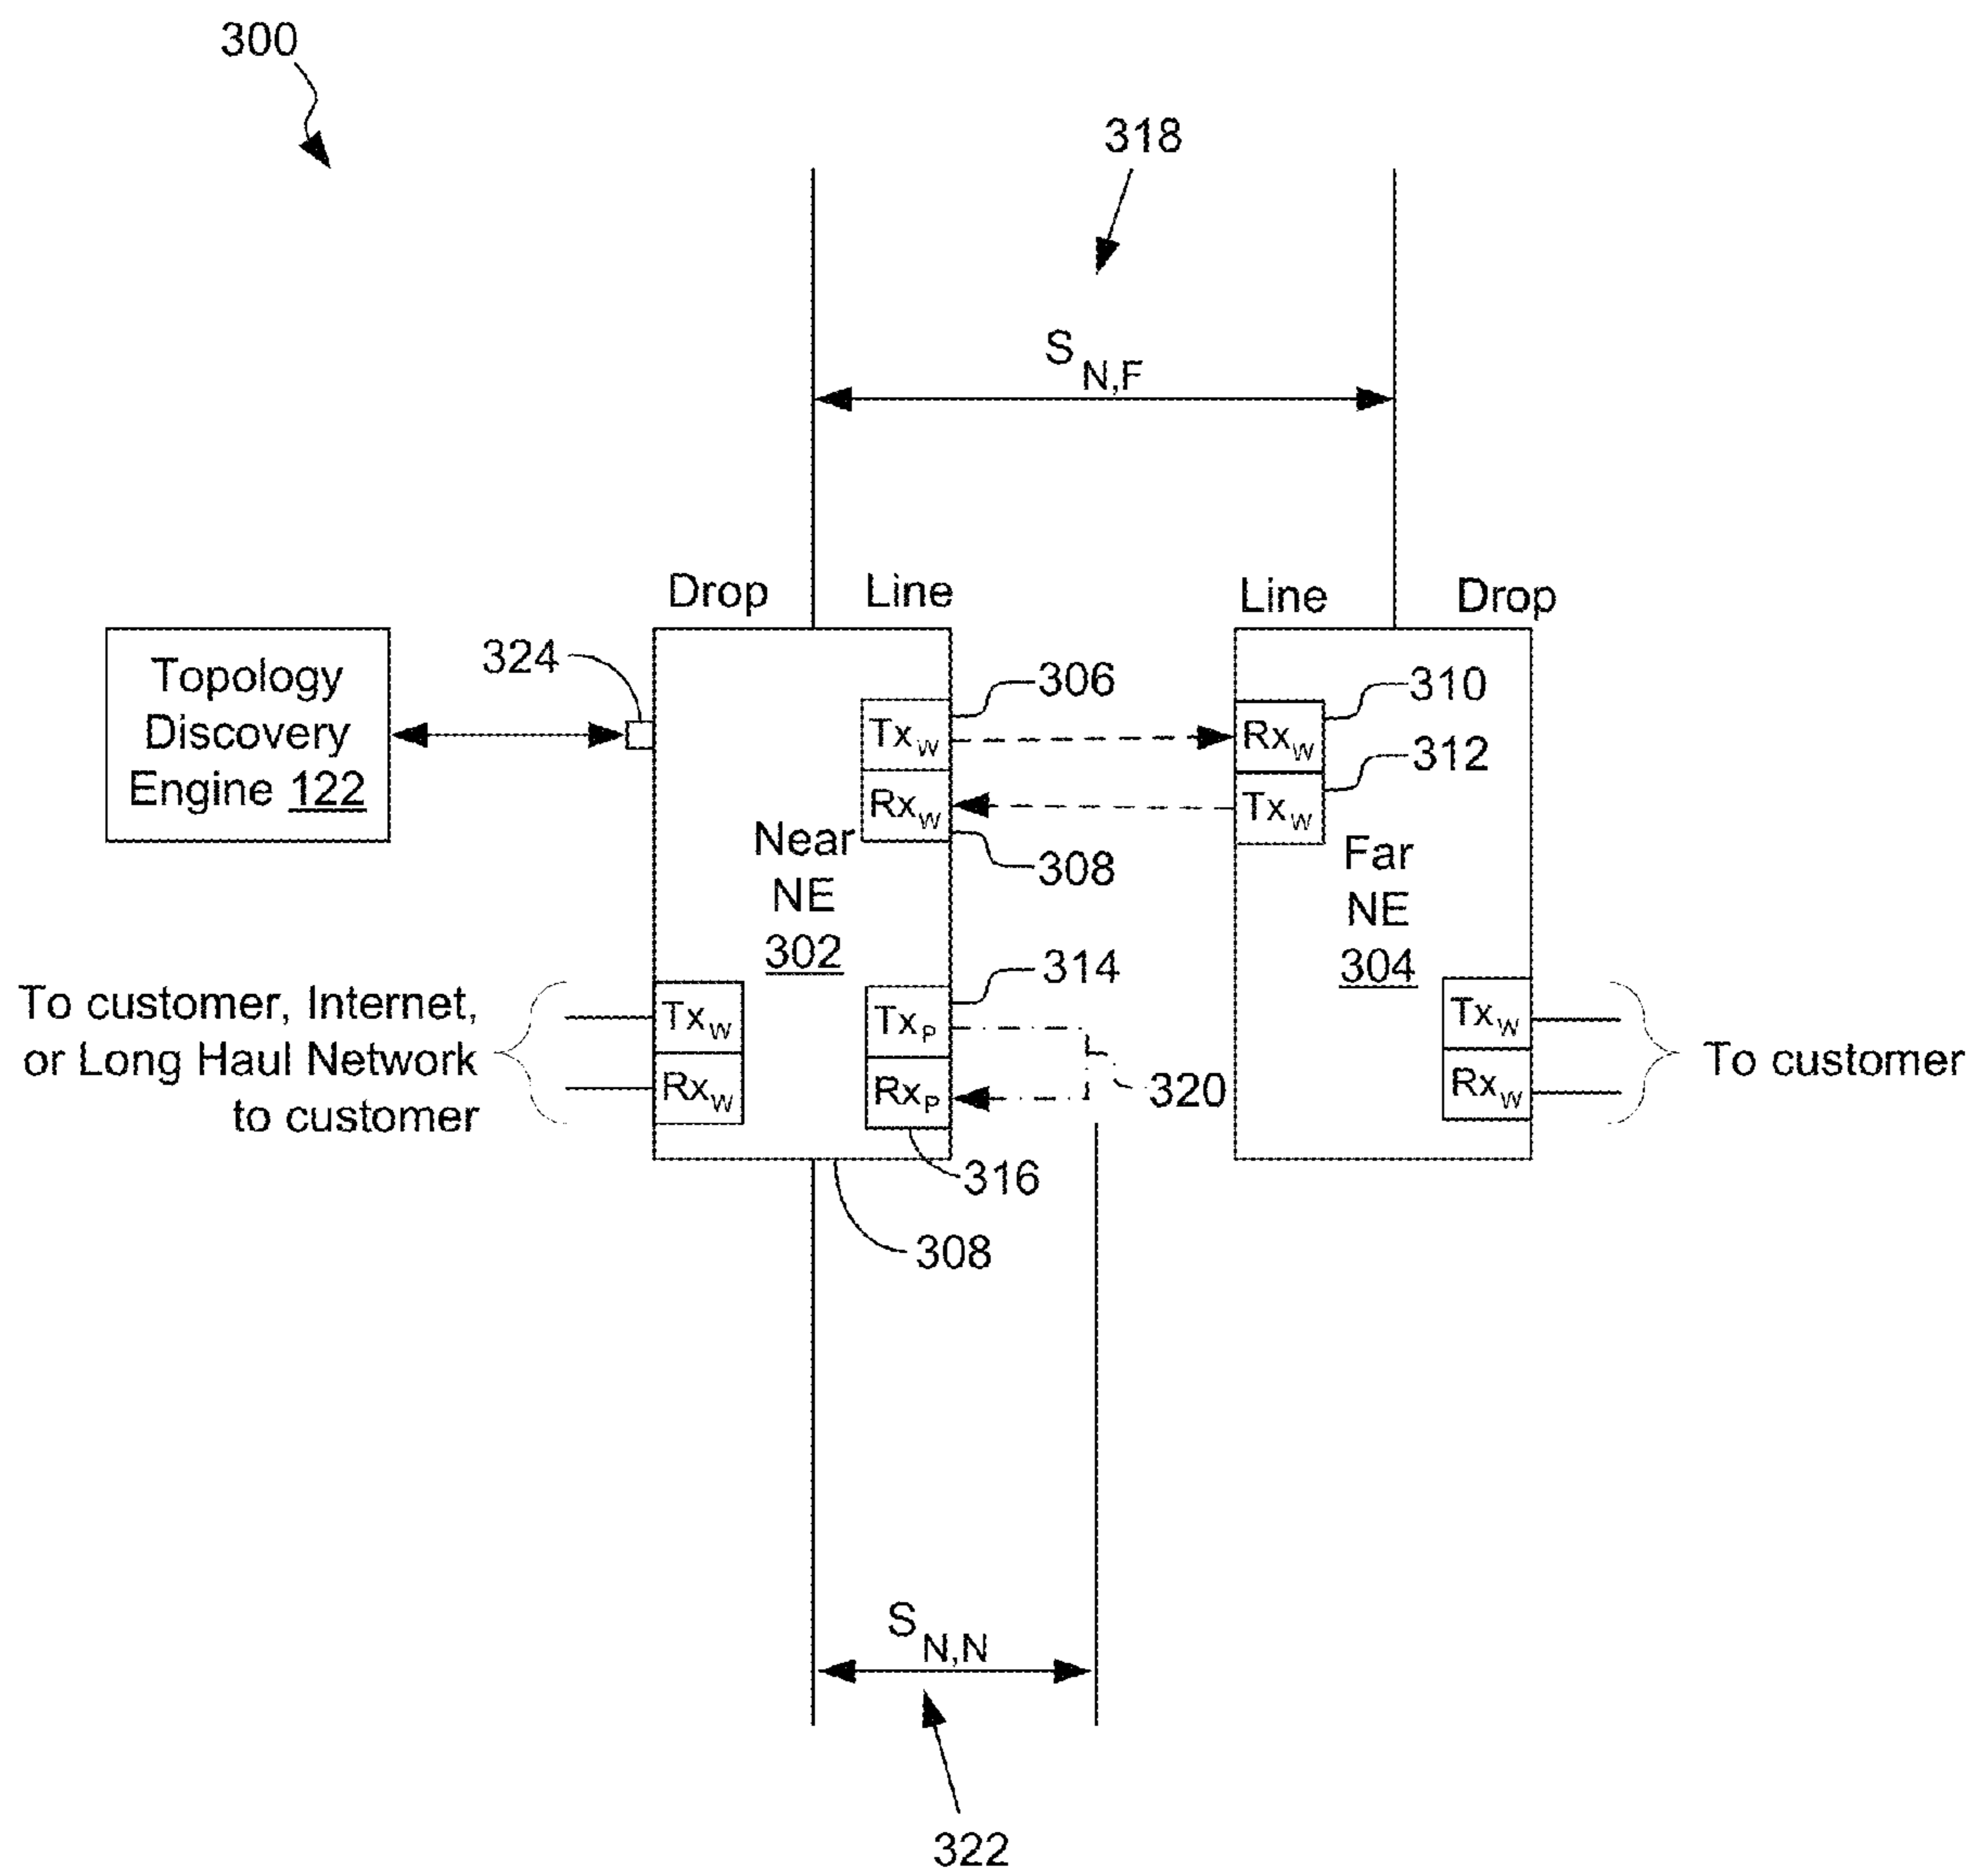 300
318
S N,F
Drop Line
Line Drop
Topology
Discovery
Engine 122
324
306
310
312
308
Tx W
Rx W
Rx W
Tx W
Near
NE
302
Far
NE
304
314
Tx P
Rx P
320
316
308
To customer, Internet,
or Long Haul Network
to customer
Tx W
Rx W
Tx W
Rx W
To customer
S N,N
322